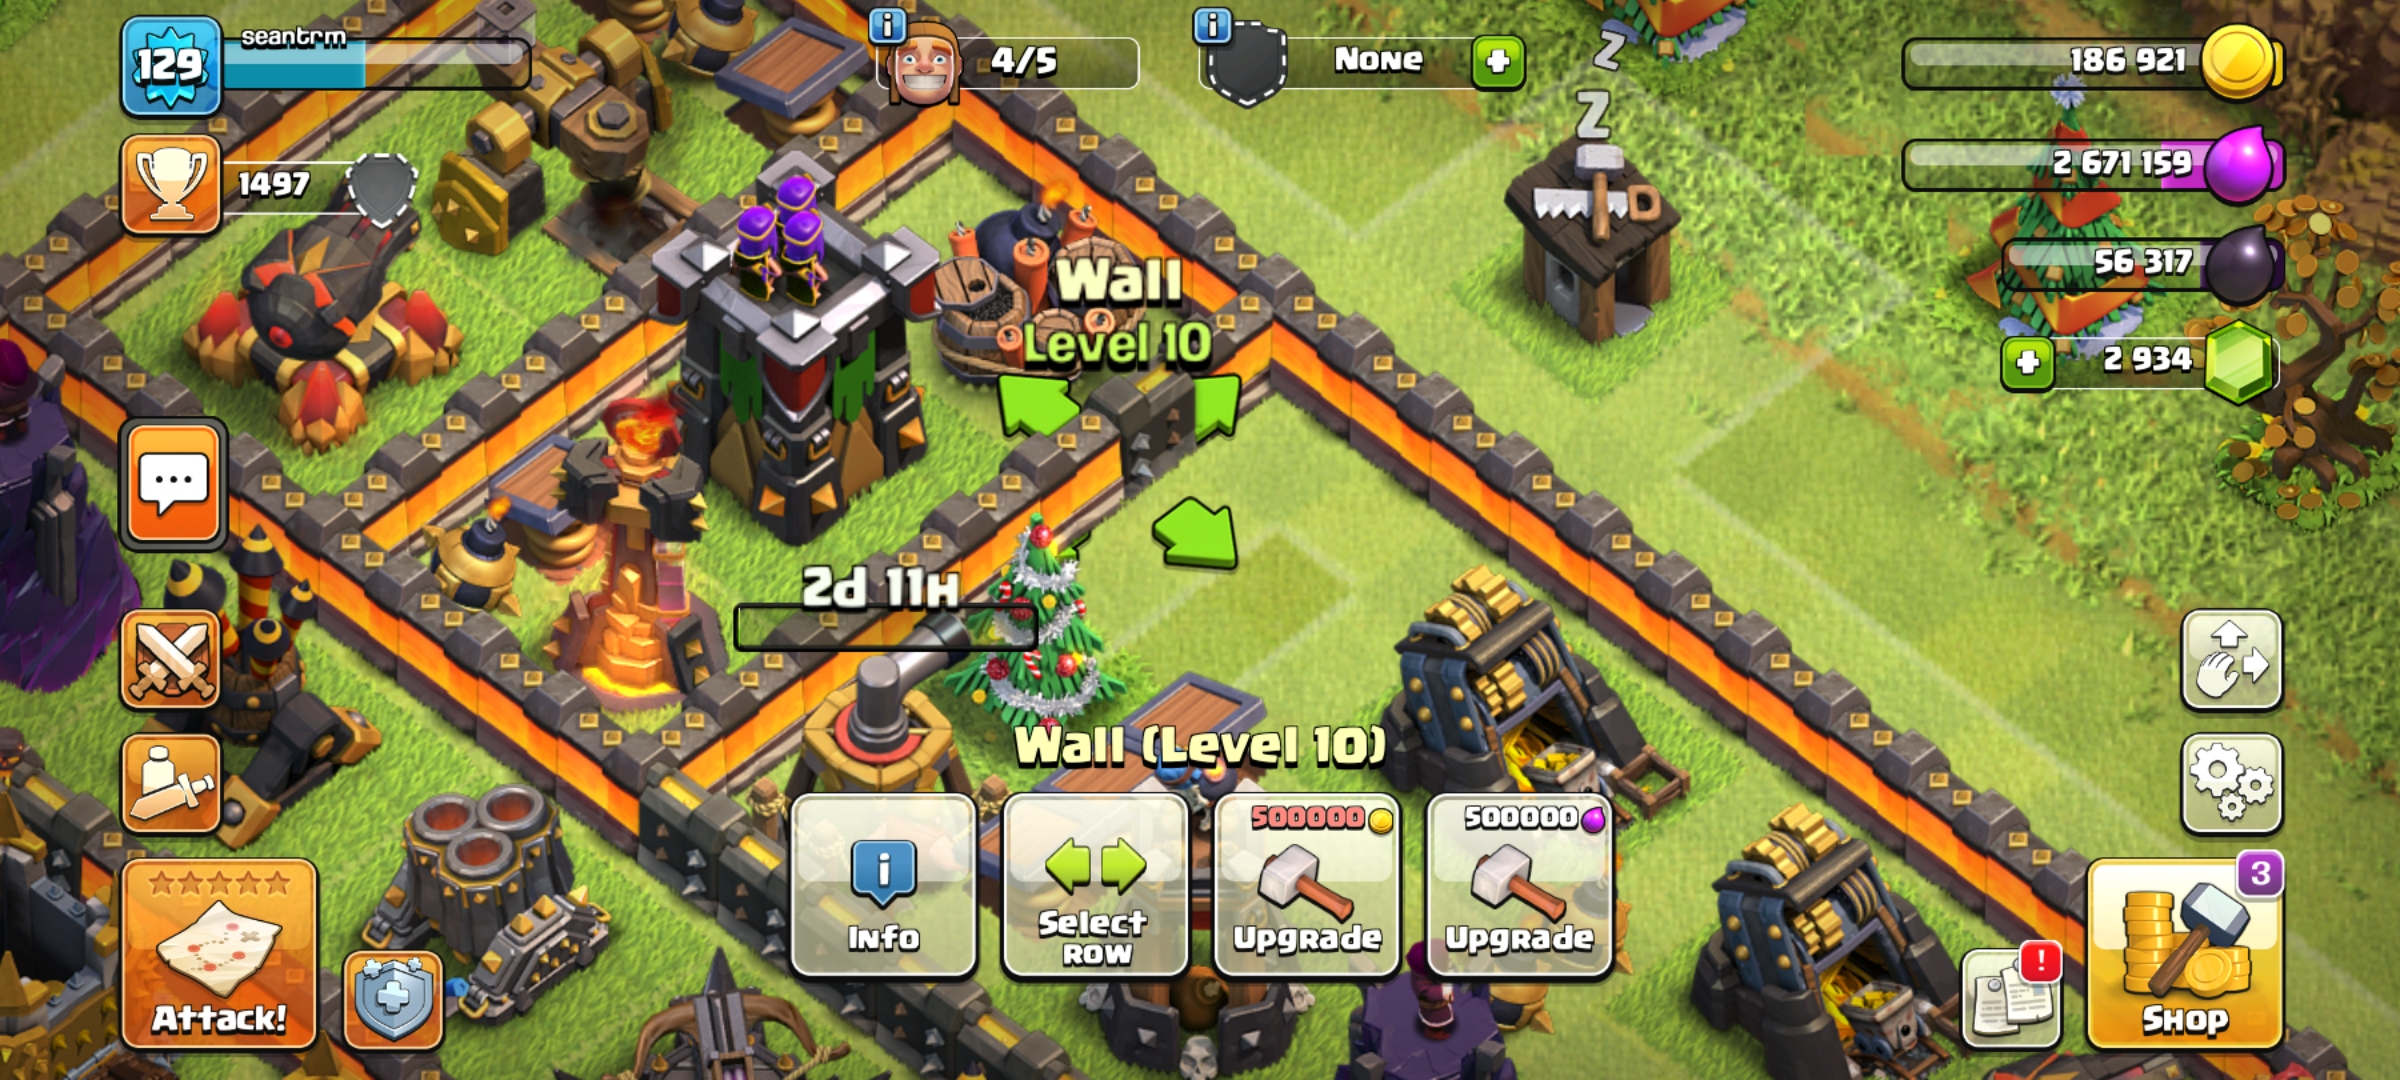 129
seantrm
4/5
None
186 921
1497
2 671 159
56 317
2 934
Wall
Level 10
2d 11H
Wall (Level 10)
Info
Select
Row
500000
Upgrade
500000
Upgrade
Attack!
3
!
Shop